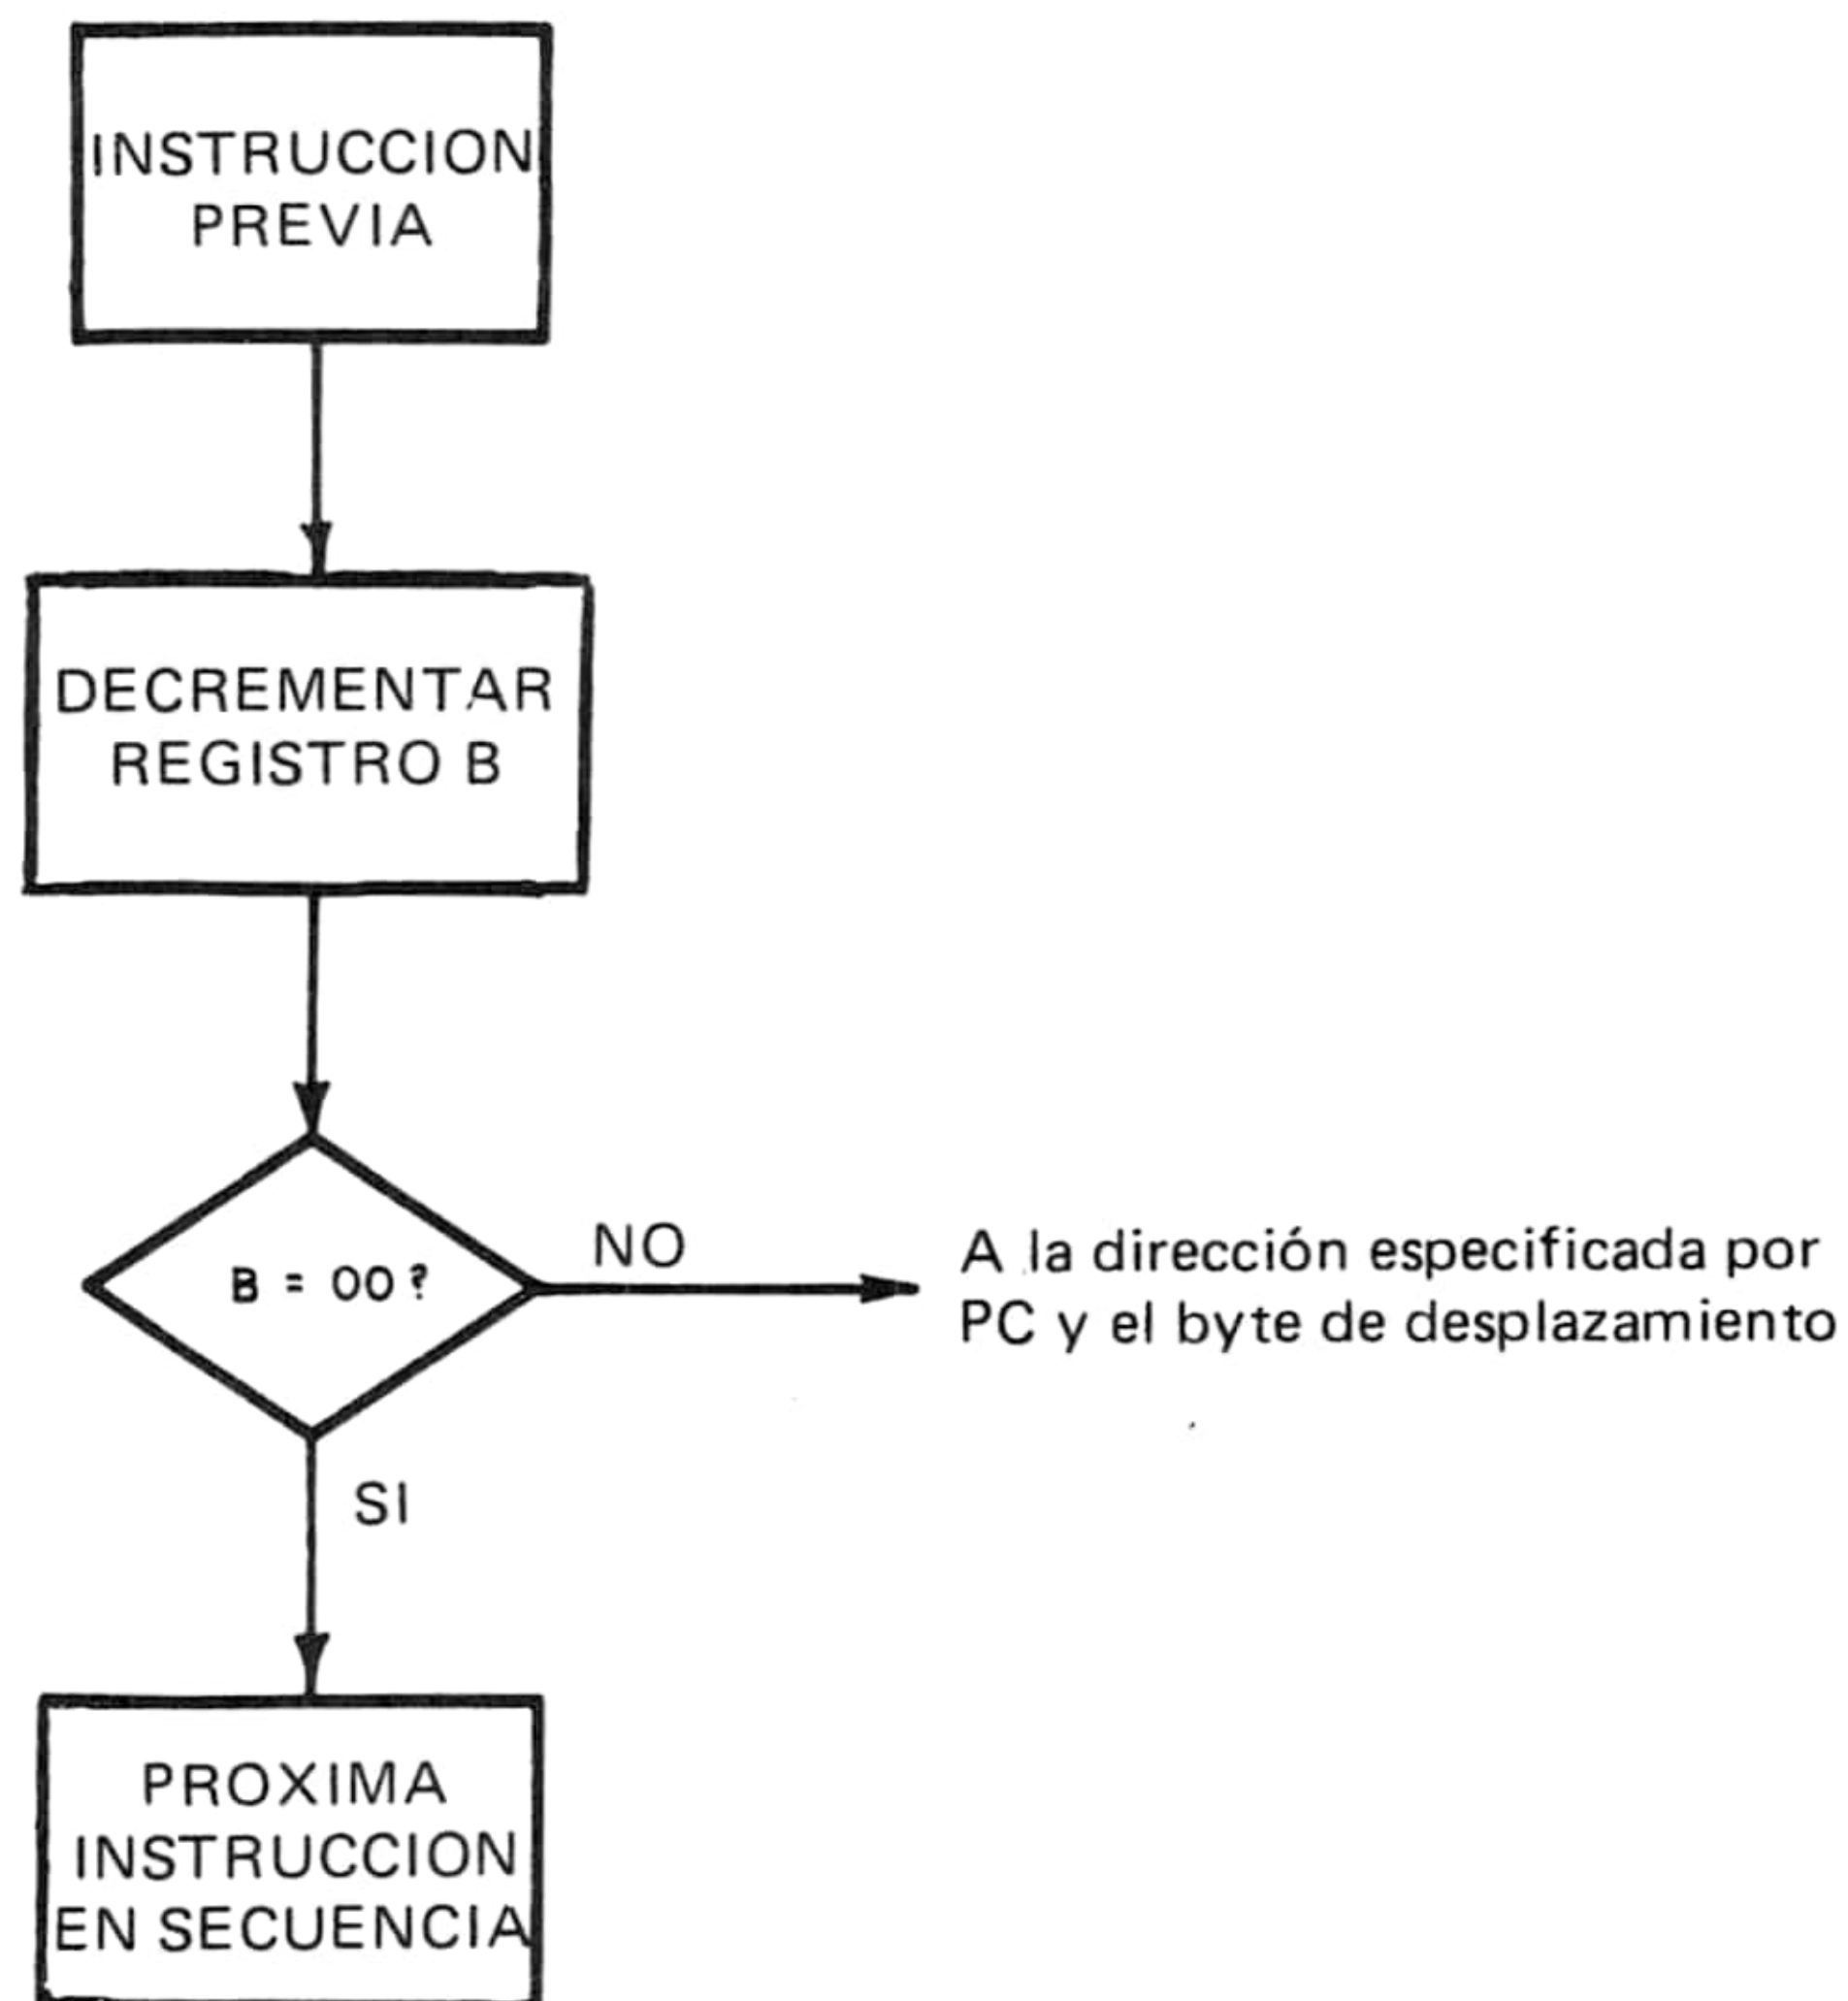 INSTRUCCION
PREVIA
DECREMENTAR
REGISTRO B
B = 00?
NO
A la dirección especificada por
PC y el byte de desplazamiento
SI
PROXIMA
INSTRUCCION
EN SECUENCIA